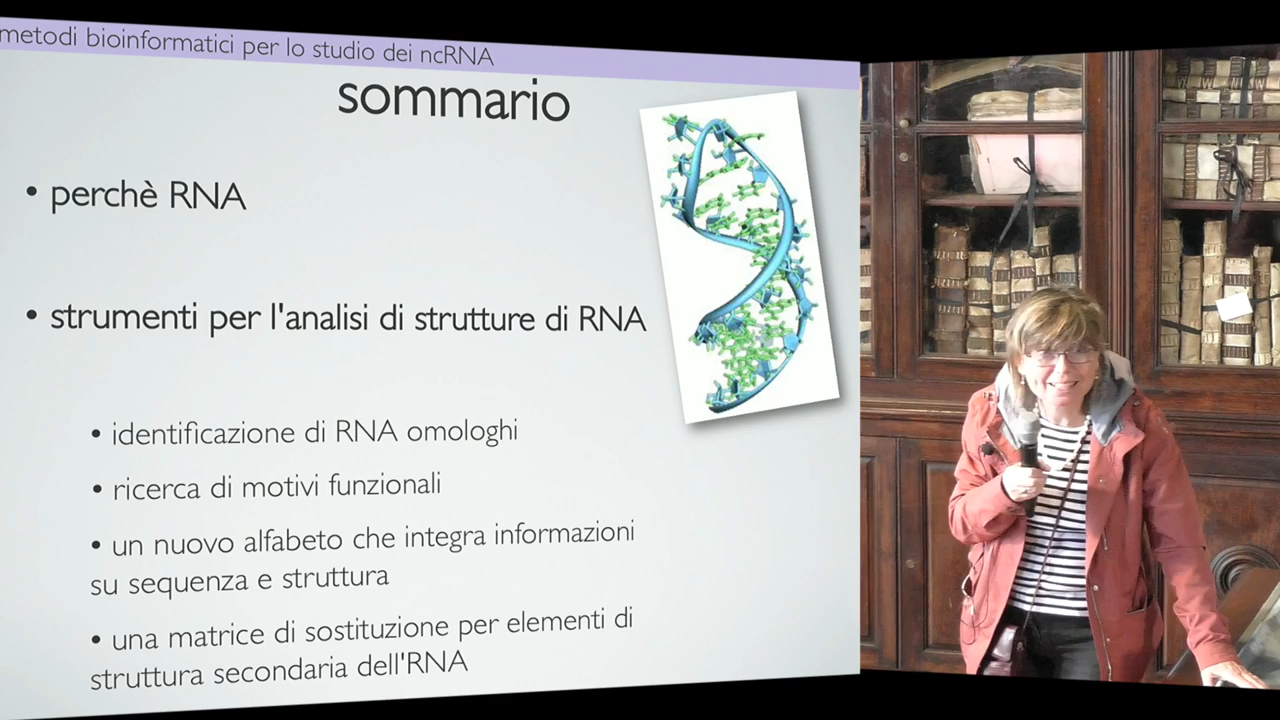 metodi bioinformatici per lo studio dei ncRNA
sommario
• perchè RNA
• strumenti per l'analisi di strutture di RNA
• identificazione di RNA omologhi
• ricerca di motivi funzionali
• un nuovo alfabeto che integra informazioni
su sequenza e struttura
• una matrice di sostituzione per elementi di
struttura secondaria dell'RNA